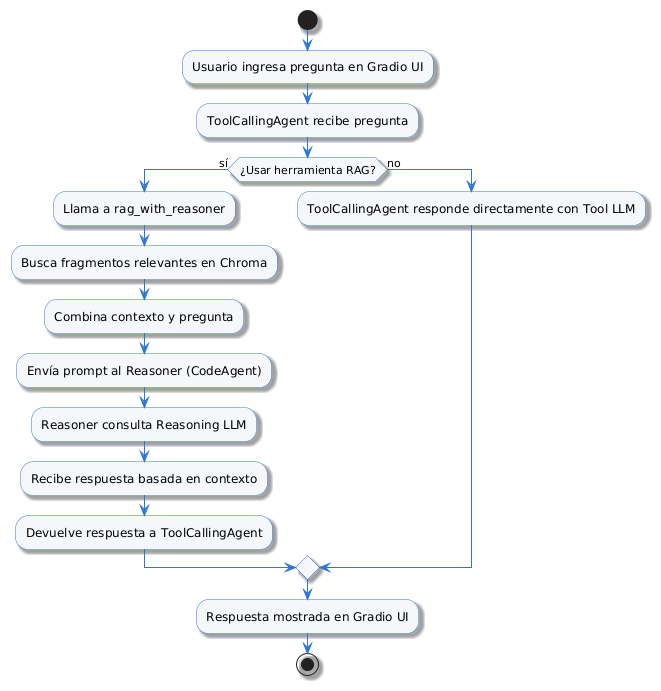 Usuario ingresa pregunta en Gradio UI
ToolCallingAgent recibe pregunta
¿Usar herramienta RAG?
sí
no
Llama a rag_with_reasoner
ToolCallingAgent responde directamente con Tool LLM
Busca fragmentos relevantes en Chroma
Combina contexto y pregunta
Envía prompt al Reasoner (CodeAgent)
Reasoner consulta Reasoning LLM
Recibe respuesta basada en contexto
Devuelve respuesta a ToolCallingAgent
Respuesta mostrada en Gradio UI